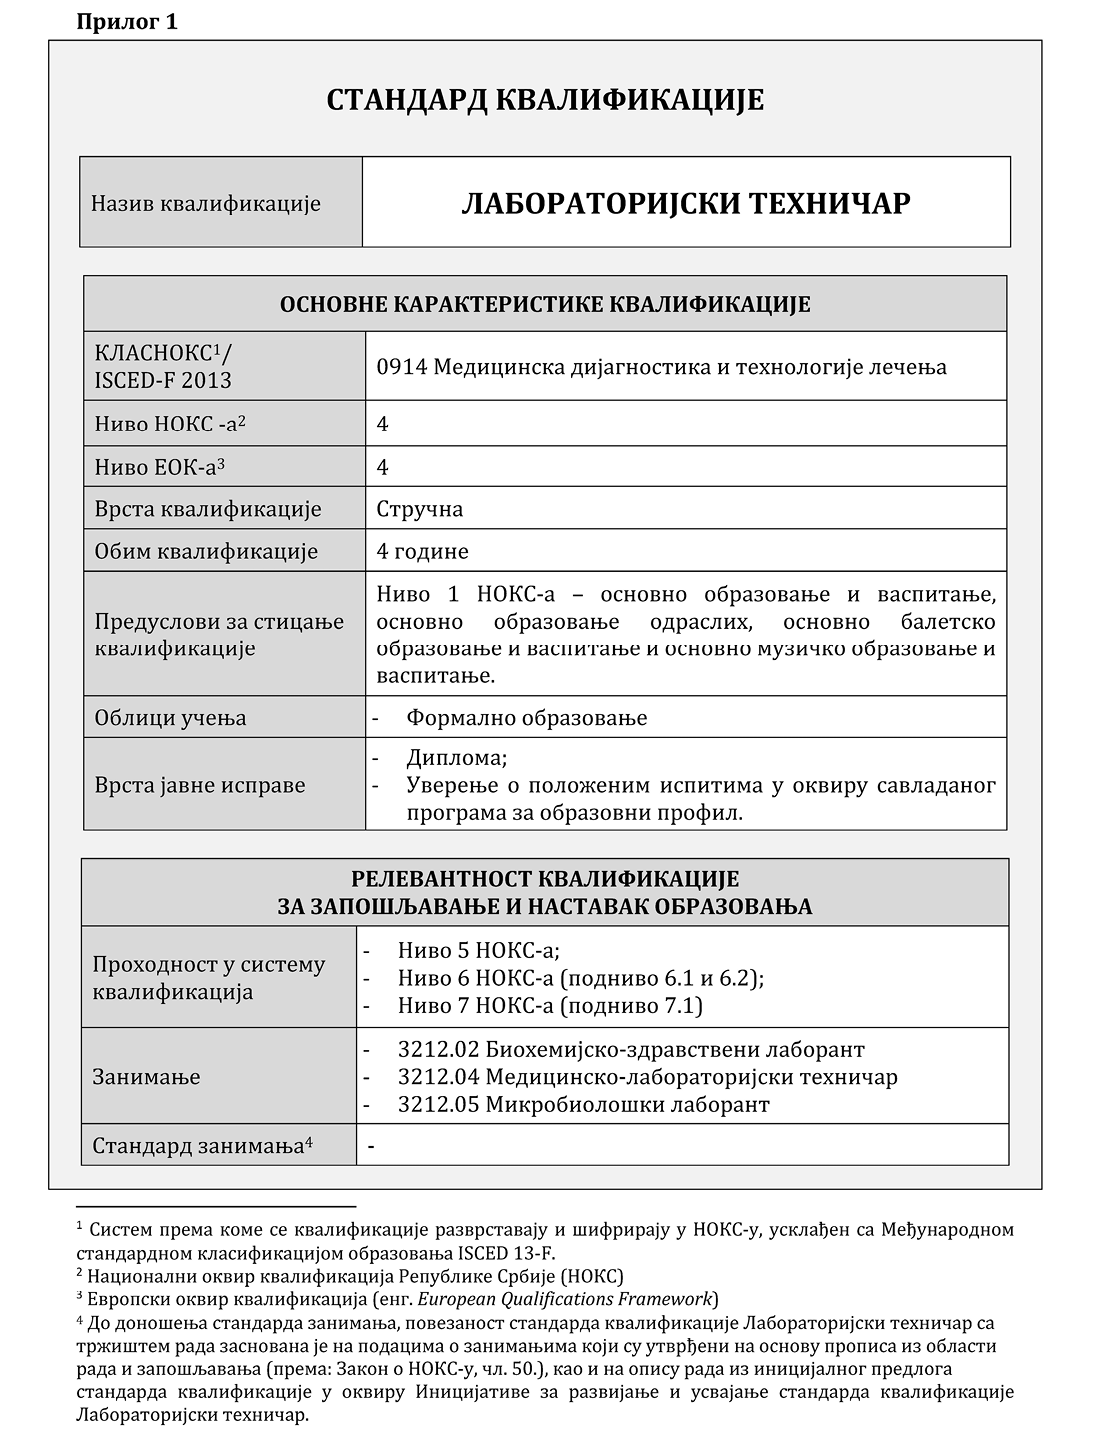 Прилог 1
СТАНДАРД КВАЛИФИКАЦИЈЕ
Назив квалификације
ЛАБОРАТОРИЈСКИ ТЕХНИЧАР
ОСНОВНЕ КАРАКТЕРИСТИКЕ КВАЛИФИКАЦИЈЕ
КЛАСНОКС¹/
ISCED-F 2013
0914 Медицинска дијагностика и технологије лечења
Ниво НОКС -а²
4
Ниво ЕОК-а³
4
Врста квалификације
Стручна
Обим квалификације
4 године
Предуслови за стицање
квалификације
Ниво 1 НОКС-а – основно образовање и васпитање,
основно образовање одраслих, основно балетско
образовање и васпитање и основно музичко образовање и
васпитање.
Облици учења
- Формално образовање
Врста јавне исправе
- Диплома;
- Уверење о положеним испитима у оквиру савладаног
програма за образовни профил.
РЕЛЕВАНТНОСТ КВАЛИФИКАЦИЈЕ
ЗА ЗАПОШЉАВАЊЕ И НАСТАВАК ОБРАЗОВАЊА
Проходност у систему
квалификација
- Ниво 5 НОКС-а;
- Ниво 6 НОКС-а (поднивo 6.1 и 6.2);
- Ниво 7 НОКС-а (подниво 7.1)
Занимање
- 3212.02 Биохемијско-здравствени лаборант
- 3212.04 Медицинско-лабораторијски техничар
- 3212.05 Микробиолошки лаборант
Стандард занимања⁴
-
¹ Систем према коме се квалификације разврставају и шифрирају у НОКС-у, усклађен са Међународном
стандардном класификацијом образовања ISCED 13-F.
² Национални оквир квалификација Републике Србије (НОКС)
³ Европски оквир квалификација (енг. European Qualifications Framework)
⁴ До доношења стандарда занимања, повезаност стандарда квалификације Лабораторијски техничар са
тржиштем рада заснована је на подацима о занимањима који су утврђени на основу прописа из области
рада и запошљавања (према: Закон о НОКС-у, чл. 50.), као и на опису рада из иницијалног предлога
стандарда квалификације у оквиру Иницијативе за развијање и усвајање стандарда квалификације
Лабораторијски техничар.